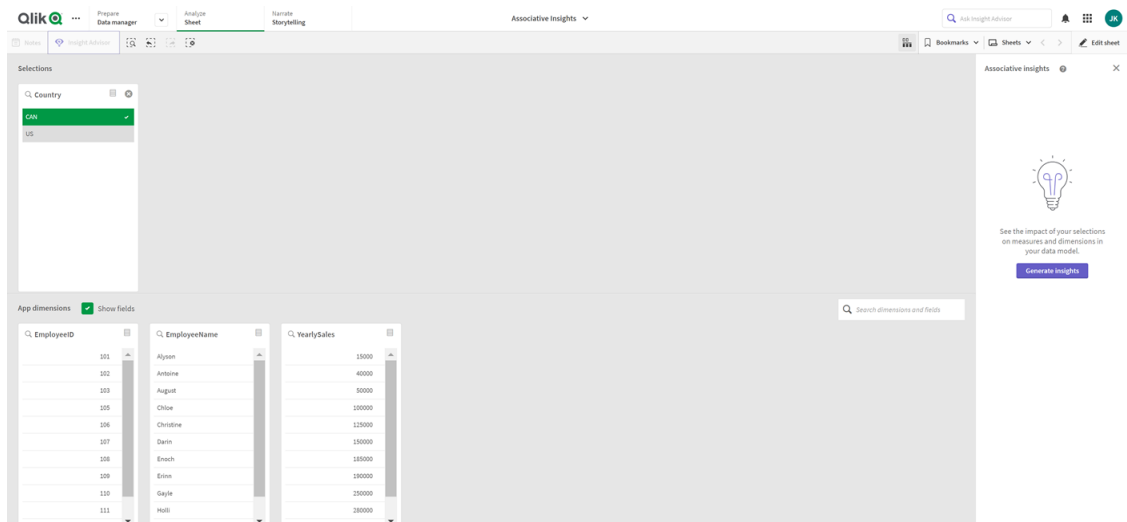 Qlik
Prepare
Data manager
Analyze
Sheet
Narrate
Storytelling
Associative Insights
Ask Insight Advisor
JK
Notes
Insight Advisor
Bookmarks
Sheets
Edit sheet
Selections
Associative insights
Country
CAN
US
See the impact of your selections
on measures and dimensions in
your data model.
Generate insights
App dimensions
Show fields
Search dimensions and fields
EmployeeID
101
102
103
105
106
107
108
109
110
111
EmployeeName
Alyson
Antoine
August
Chloe
Christine
Darin
Enoch
Erinn
Gayle
Holli
YearlySales
15000
40000
50000
100000
125000
150000
185000
190000
250000
280000